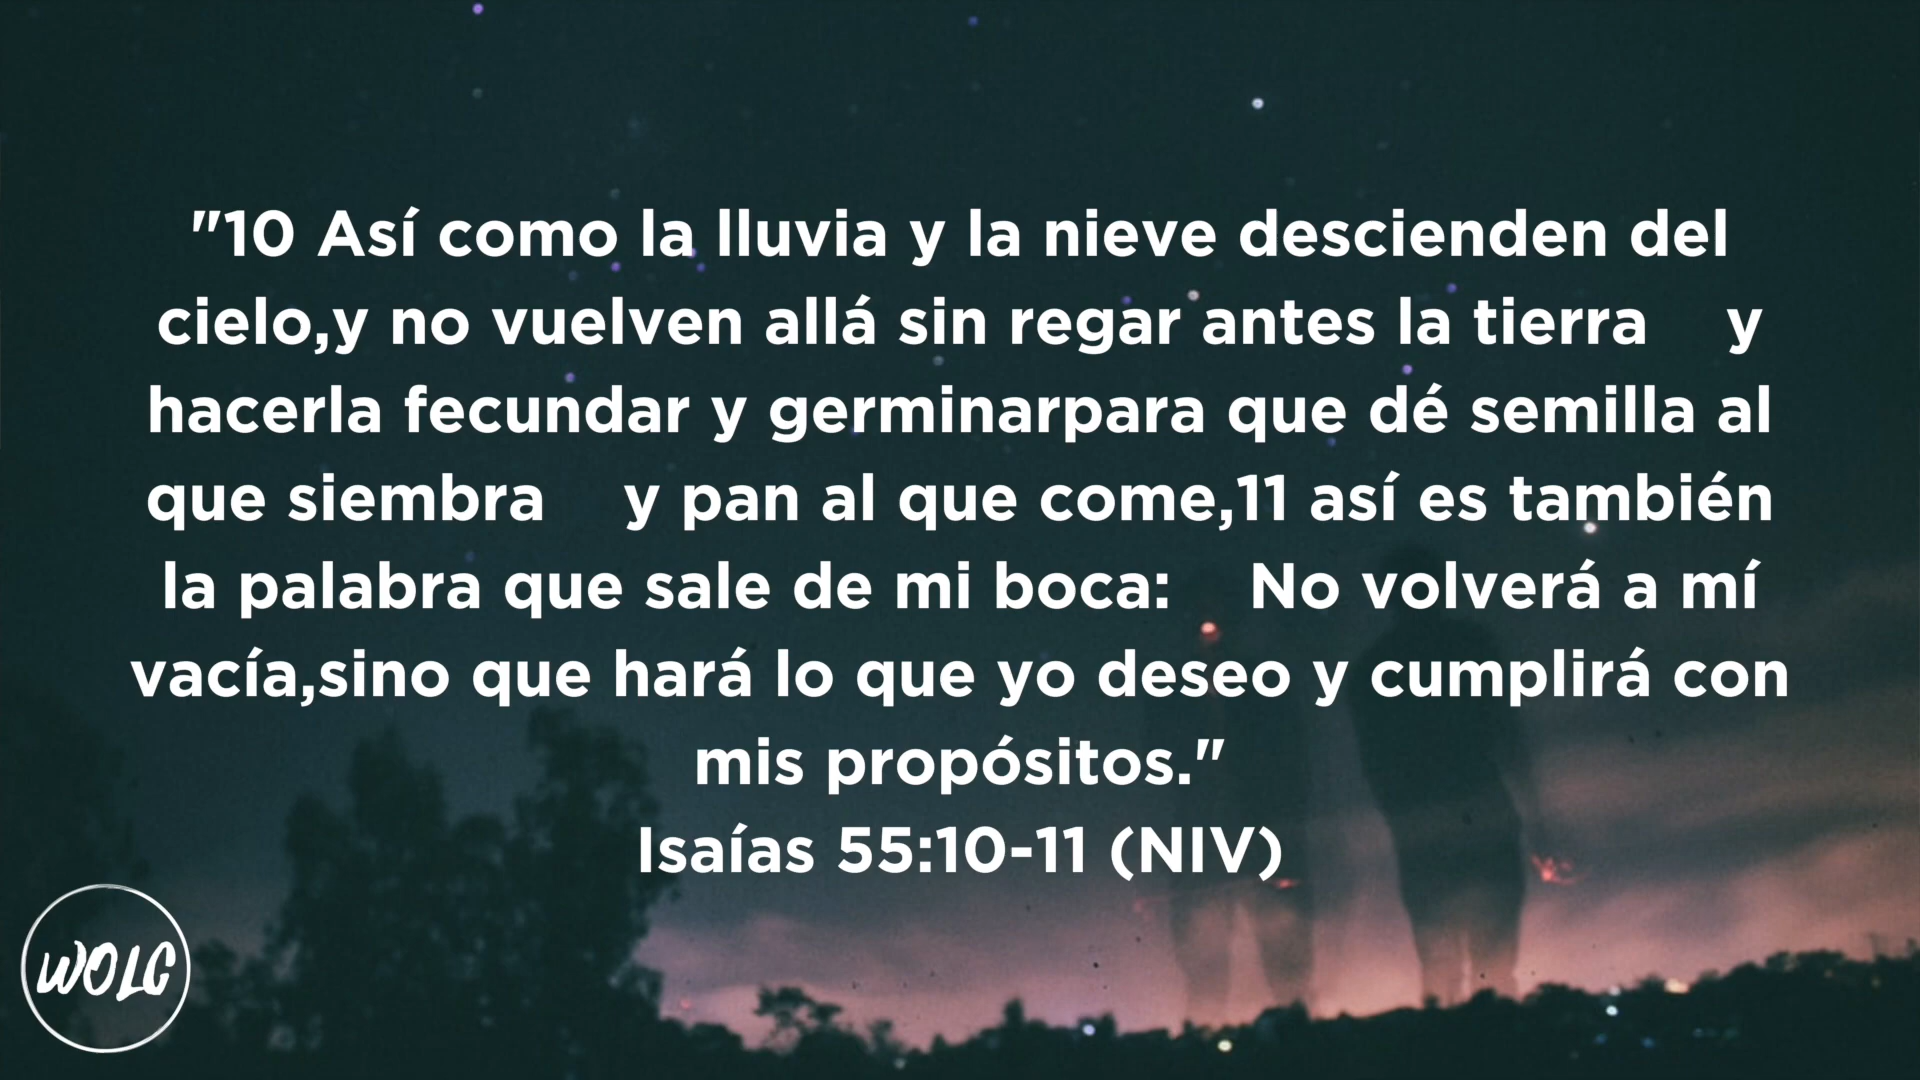 "10 Así como la lluvia y la nieve descienden del
cielo,y no vuelven allá sin regar antes la tierra    y
hacerla fecundar y germinarpara que dé semilla al
que siembra    y pan al que come,11 así es también
la palabra que sale de mi boca:    No volverá a mí
vacía,sino que hará lo que yo deseo y cumplirá con
mis propósitos."
Isaías 55:10-11 (NIV)
WOLC